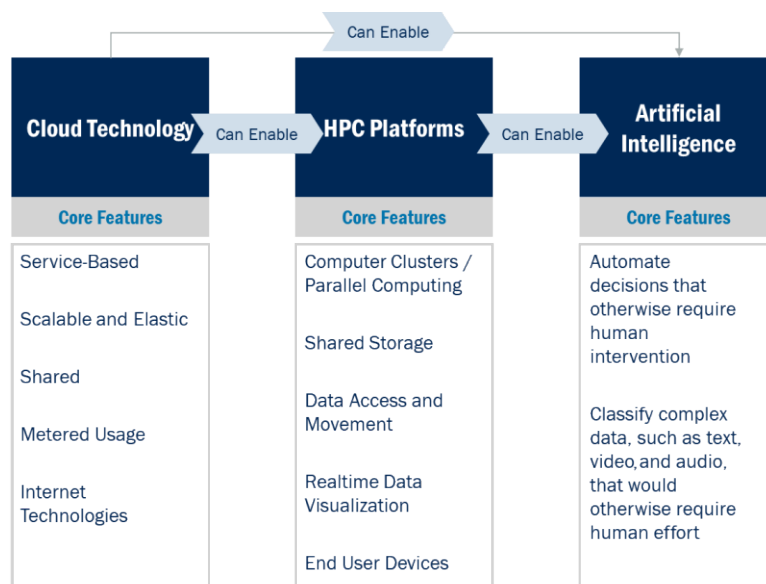 Can Enable
Cloud Technology
Can Enable
HPC Platforms
Can Enable
Artificial
Intelligence
Core Features
Core Features
Core Features
Service-Based
Scalable and Elastic
Shared
Metered Usage
Internet
Technologies
Computer Clusters /
Parallel Computing
Shared Storage
Data Access and
Movement
Realtime Data
Visualization
End User Devices
Automate
decisions that
otherwise require
human
intervention
Classify complex
data, such as text,
video, and audio,
that would
otherwise require
human effort